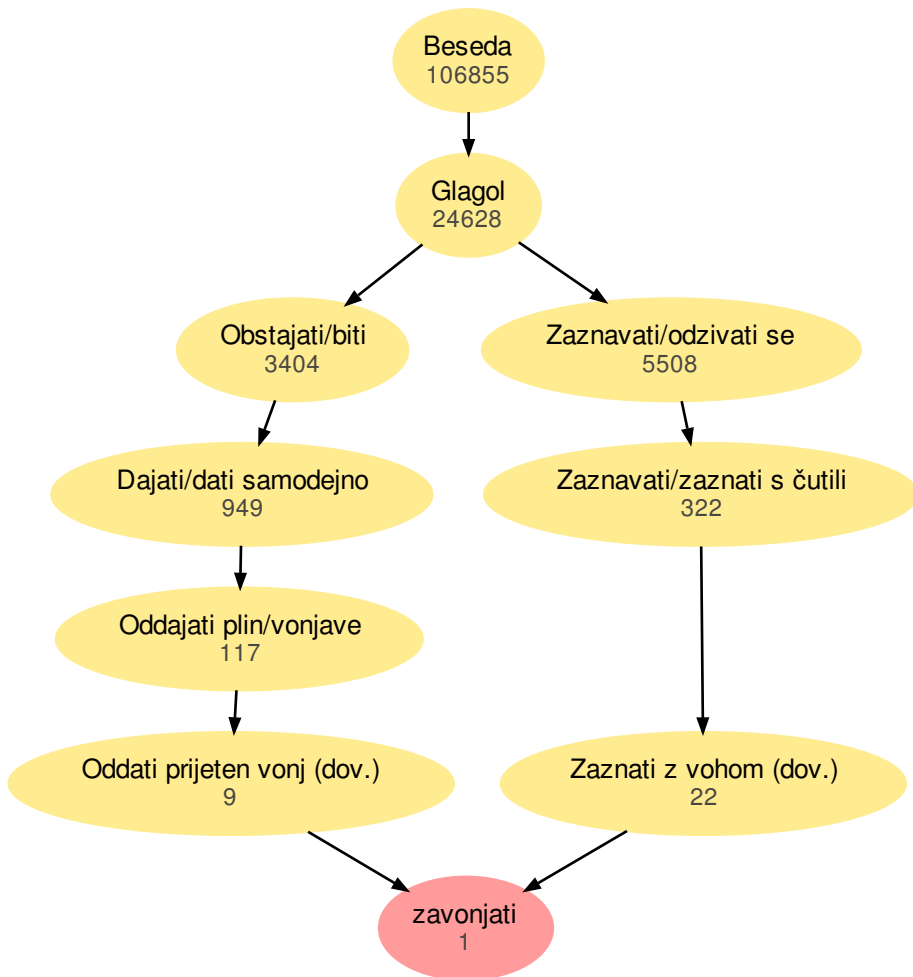 Beseda
106855
Glagol
24628
Obstajati/biti
3404
Zaznavati/odzivati se
5508
Dajati/dati samodejno
949
Zaznavati/zaznati s čutili
322
Oddajati plin/vonjave
117
Oddati prijeten vonj (dov.)
9
Zaznati z vohom (dov.)
22
zavonjati
1